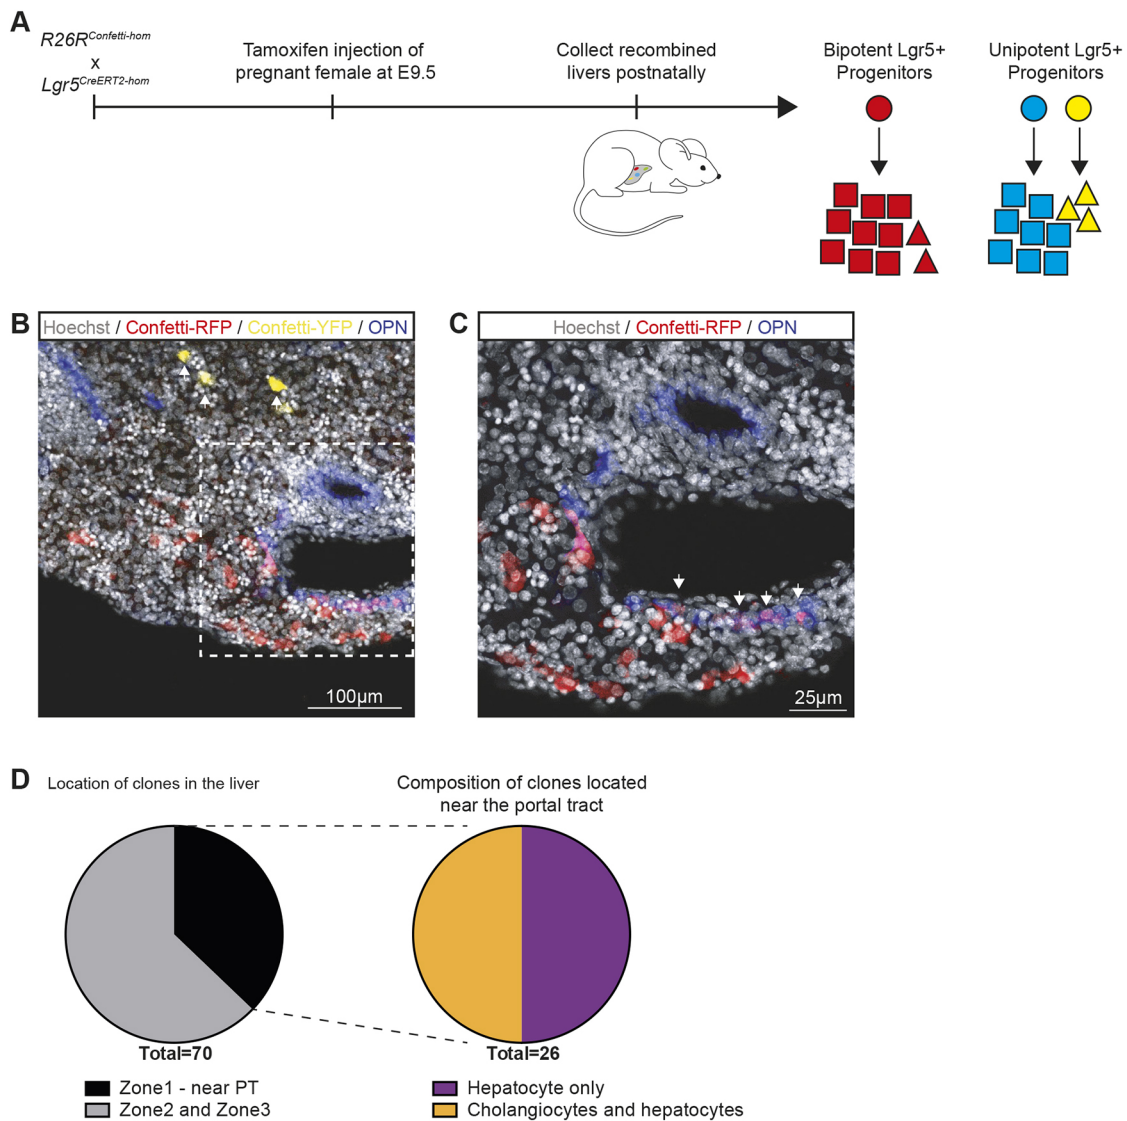 A
R26R^Confetti-hom
x
Lgr5^CreERT2-hom
Tamoxifen injection of
pregnant female at E9.5
Collect recombined
livers postnatally
Bipotent Lgr5+
Progenitors
Unipotent Lgr5+
Progenitors
B
Hoechst / Confetti-RFP / Confetti-YFP / OPN
100µm
C
Hoechst / Confetti-RFP / OPN
25µm
D
Location of clones in the liver
Total=70
Zone1 - near PT
Zone2 and Zone3
Composition of clones located
near the portal tract
Total=26
Hepatocyte only
Cholangiocytes and hepatocytes